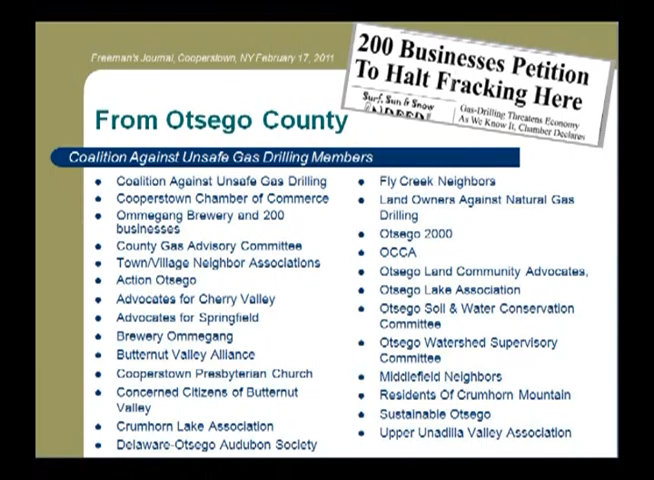 Freeman's Journal, Cooperstown, NY February 17, 2011
200 Businesses Petition
To Halt Fracking Here
Surf, Sun & Snow
Gas-Drilling Threatens Economy
As We Know It, Chamber Declares
From Otsego County
Coalition Against Unsafe Gas Drilling Members
Coalition Against Unsafe Gas Drilling
Cooperstown Chamber of Commerce
Ommegang Brewery and 200
businesses
County Gas Advisory Committee
Town/Village Neighbor Associations
Action Otsego
Advocates for Cherry Valley
Advocates for Springfield
Brewery Ommegang
Butternut Valley Alliance
Cooperstown Presbyterian Church
Concerned Citizens of Butternut
Valley
Crumhorn Lake Association
Delaware-Otsego Audubon Society
Fly Creek Neighbors
Land Owners Against Natural Gas
Drilling
Otsego 2000
OCCA
Otsego Land Community Advocates,
Otsego Lake Association
Otsego Soil & Water Conservation
Committee
Otsego Watershed Supervisory
Committee
Middlefield Neighbors
Residents Of Crumhorn Mountain
Sustainable Otsego
Upper Unadilla Valley Association